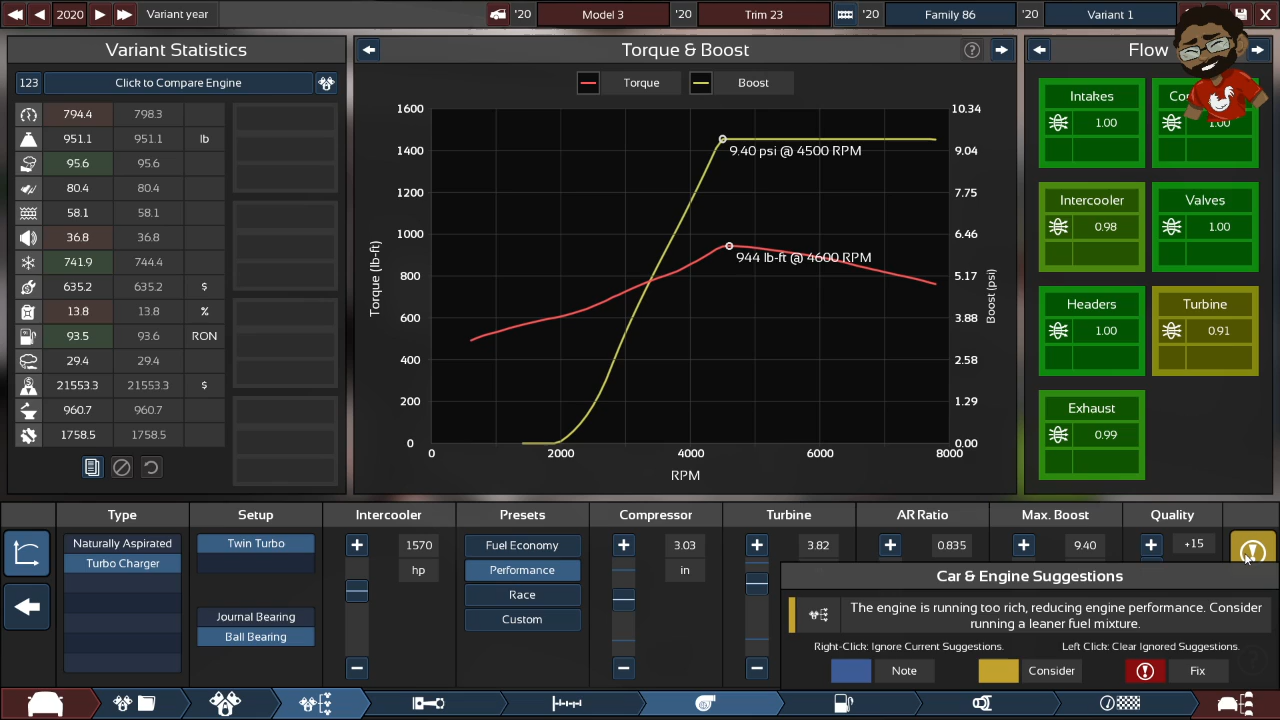 2020 Variant year '20 Model 3 '20 Trim 23 '20 Family 86 '20 Variant 1
Variant Statistics
123 Click to Compare Engine
794.4 798.3
951.1 951.1 lb
95.6 95.6
80.4 80.4
58.1 58.1
36.8 36.8
741.9 744.4
635.2 635.2 $
13.8 13.8 %
93.5 93.6 RON
29.4 29.4
21553.3 21553.3 $
960.7 960.7
1758.5 1758.5
Torque & Boost ?
Torque Boost
1600 10.34
1400 9.04
1200 7.75
1000 6.46
800 5.17
600 3.88
400 2.58
200 1.29
0 0.00
9.40 psi @ 4500 RPM
944 lb-ft @ 4600 RPM
Torque (lb-ft)
Boost (psi)
0 2000 4000 6000 8000
RPM
Flow
Intakes
1.00
1.00
Intercooler Valves
0.98 1.00
Headers Turbine
1.00 0.91
Exhaust
0.99
Type Setup Intercooler Presets Compressor Turbine AR Ratio Max. Boost Quality
Naturally Aspirated
Turbo Charger
Twin Turbo
Journal Bearing
Ball Bearing
+ 1570
hp
-
Fuel Economy
Performance
Race
Custom
+ 3.03
in
-
+ 3.82
-
+ 0.835
+ 9.40
+ +15
Car & Engine Suggestions
The engine is running too rich, reducing engine performance. Consider
running a leaner fuel mixture.
Right-Click: Ignore Current Suggestions. Left Click: Clear Ignored Suggestions.
Note Consider Fix